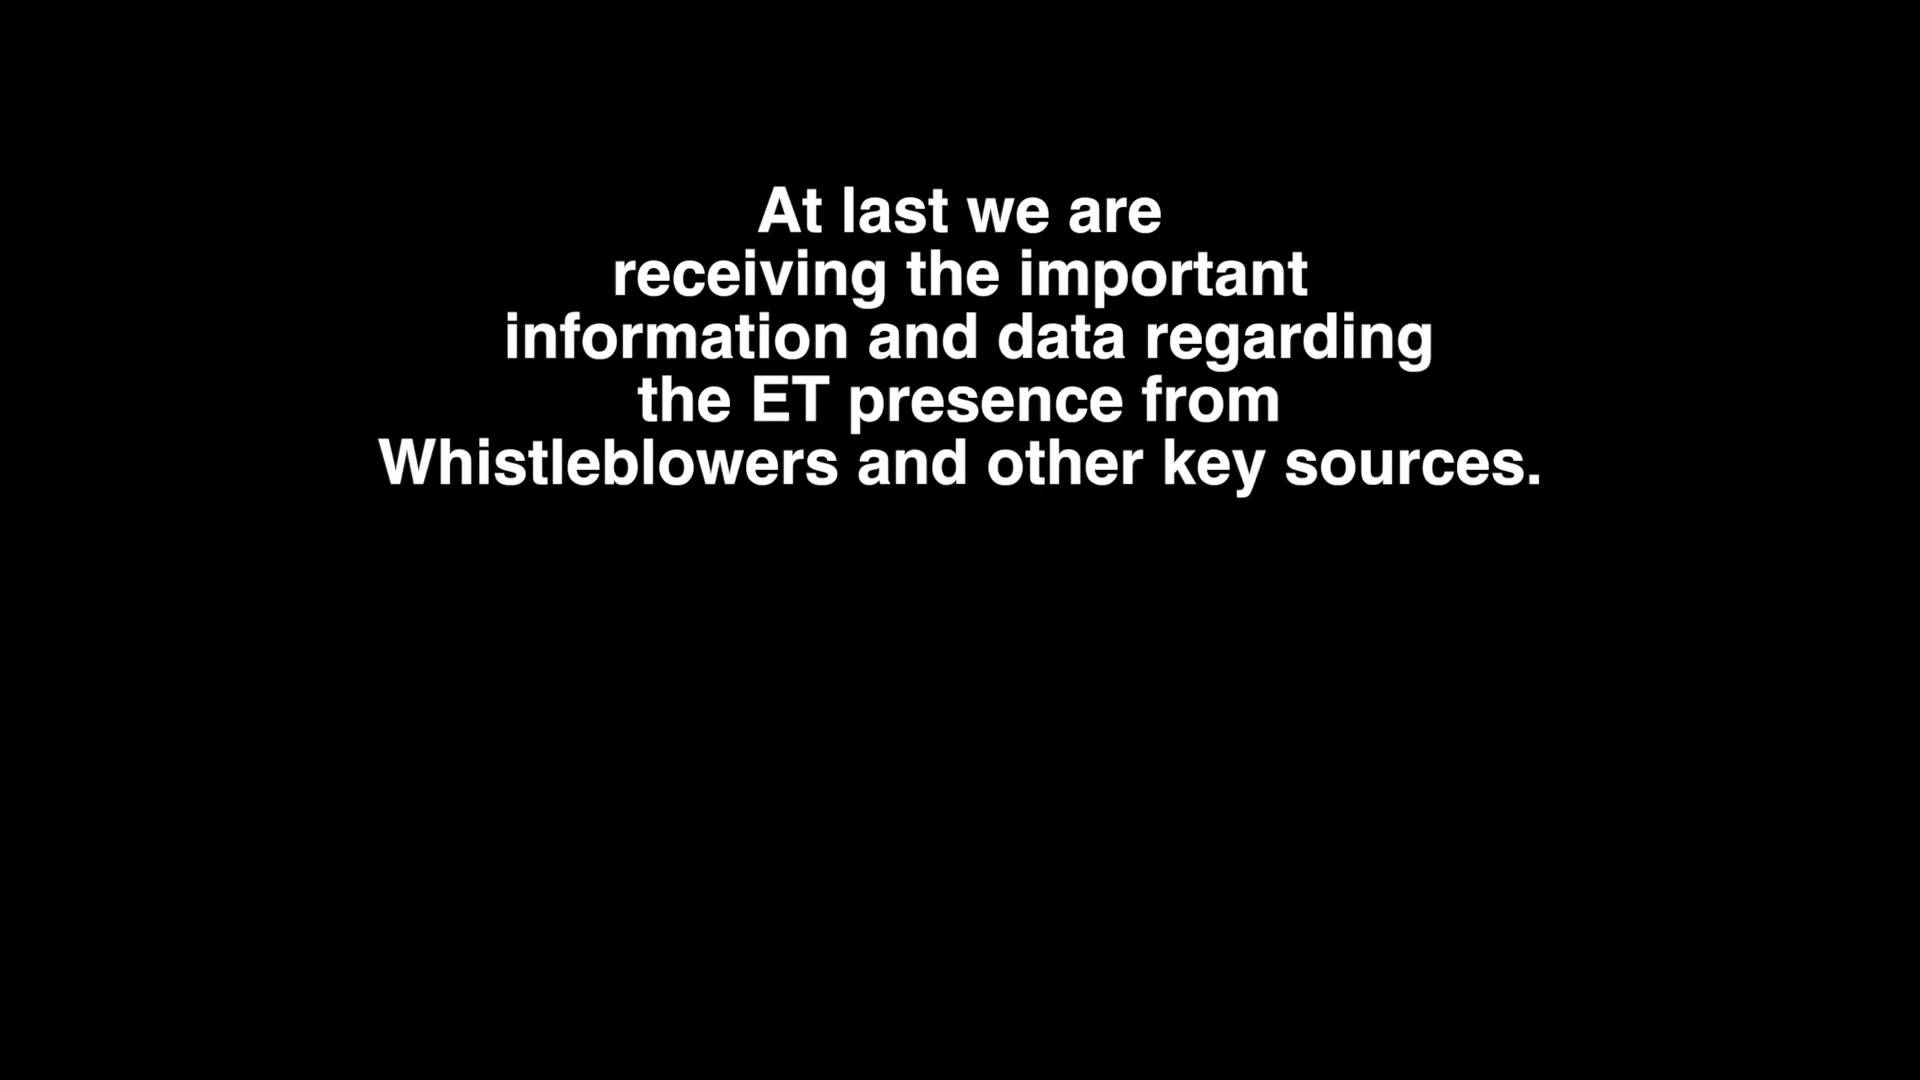 At last we are
receiving the important
information and data regarding
the ET presence from
Whistleblowers and other key sources.